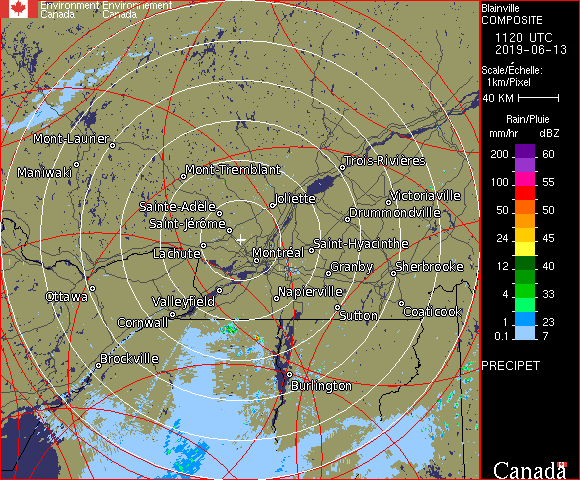 Environment Environnement
Canada Canada
Blainville
COMPOSITE
1120 UTC
2019-06-13
Scale/Échelle:
1km/Pixel
40 KM
Rain/Pluie
mm/hr dBZ
200 60
100 55
50 50
24 45
12 40
4 33
1 23
0.1 7
PRECIPET
Canada
Mont-Laurier
Maniwaki
Mont-Tremblant
Trois-Rivières
Sainte-Adèle
Joliette
Victoriaville
Saint-Jérôme
Drummondville
Lachute
Montréal
Saint-Hyacinthe
Granby
Sherbrooke
Ottawa
Valleyfield
Napierville
Cornwall
Sutton
Coaticook
Brockville
Burlington